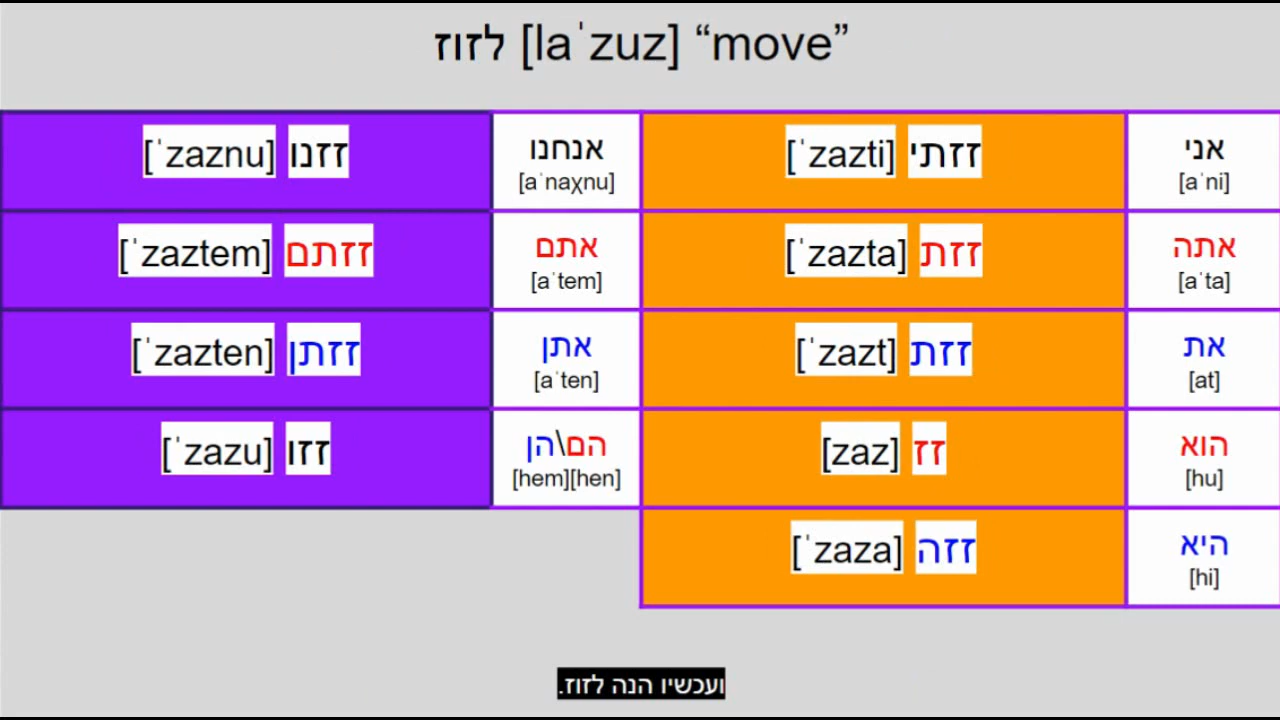 לזוז [laˈzuz] “move”
אני
[aˈni]
זזתי [ˈzazti]
אנחנו
[aˈnaχnu]
זזנו [ˈzaznu]
אתה
[aˈta]
זזת [ˈzazta]
אתם
[aˈtem]
זזתם [ˈzaztem]
את
[at]
זזת [ˈzazt]
אתן
[aˈten]
זזתן [ˈzazten]
הוא
[hu]
זז [zaz]
הם\הן
[hem][hen]
זזו [ˈzazu]
היא
[hi]
זזה [ˈzaza]
ועכשיו הנה לזוז.